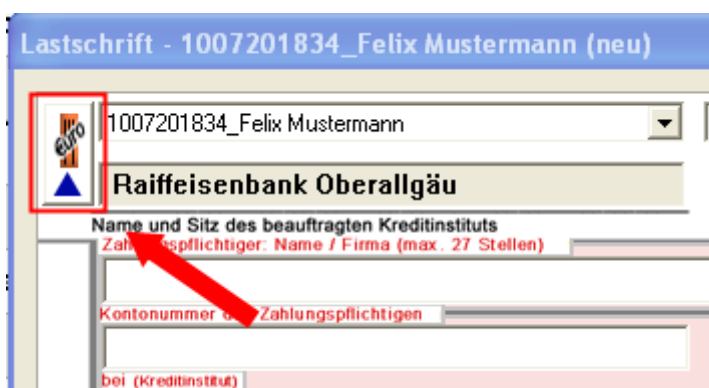 Lastschrift - 1007201834_Felix Mustermann (neu)
euro
1007201834_Felix Mustermann
Raiffeisenbank Oberallgäu
Name und Sitz des beauftragten Kreditinstituts
Zahlungspflichtiger: Name / Firma (max. 27 Stellen)
Kontonummer Zahlungspflichtigen
bei (Kreditinstitut)